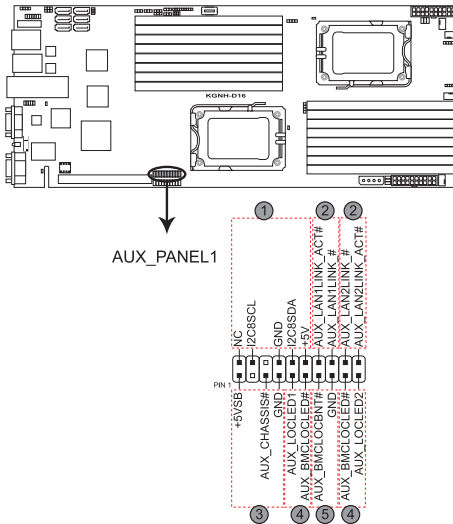 KGNH-D16
AUX_PANEL1
1
2
2
NC
I2C8SCL
GND
I2C8SDA
+5V
AUX_LAN1LINK_ACT#
AUX_LAN1LINK_#
AUX_LAN2LINK_#
AUX_LAN2LINK_ACT#
PIN 1
+5VSB
AUX_CHASSIS#
GND
AUX_LOCLED1
AUX_BMCLOCLED#
AUX_BMCLOCBNT#
GND
AUX_BMCLOCLED#
AUX_LOCLED2
3
4
5
4